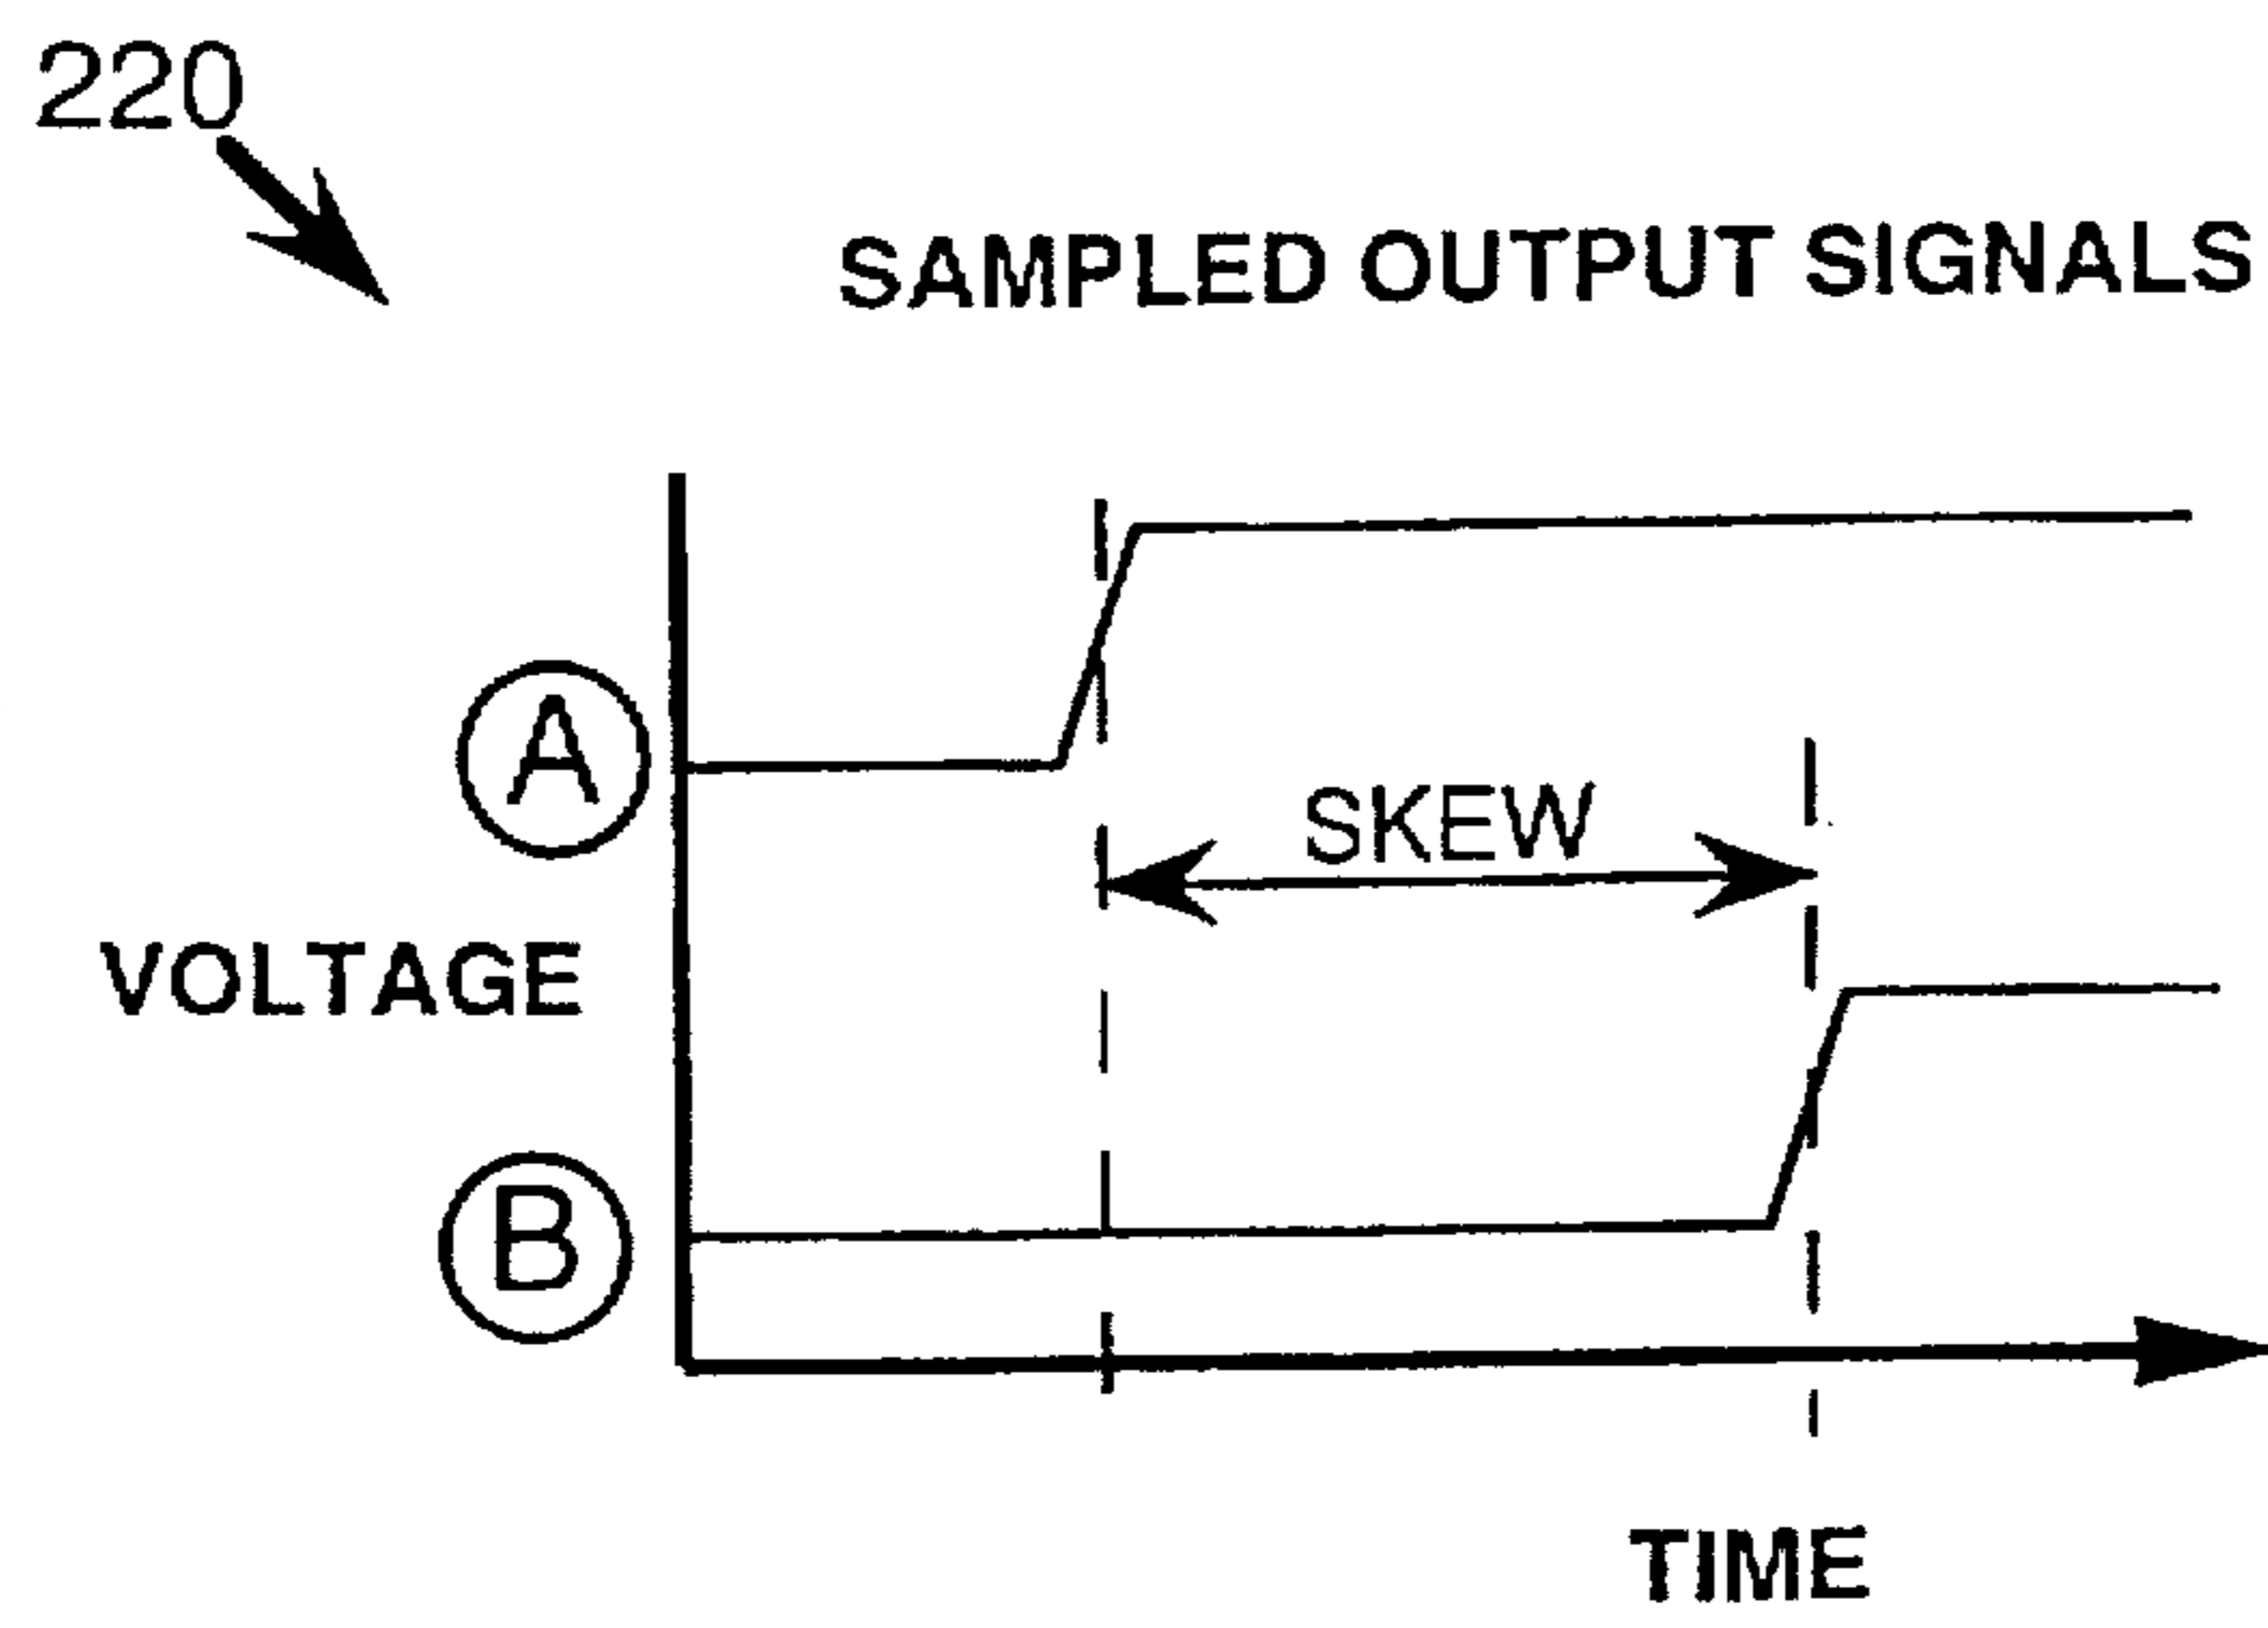 220
SAMPLED OUTPUT SIGNALS
A
SKEW
VOLTAGE
B
TIME